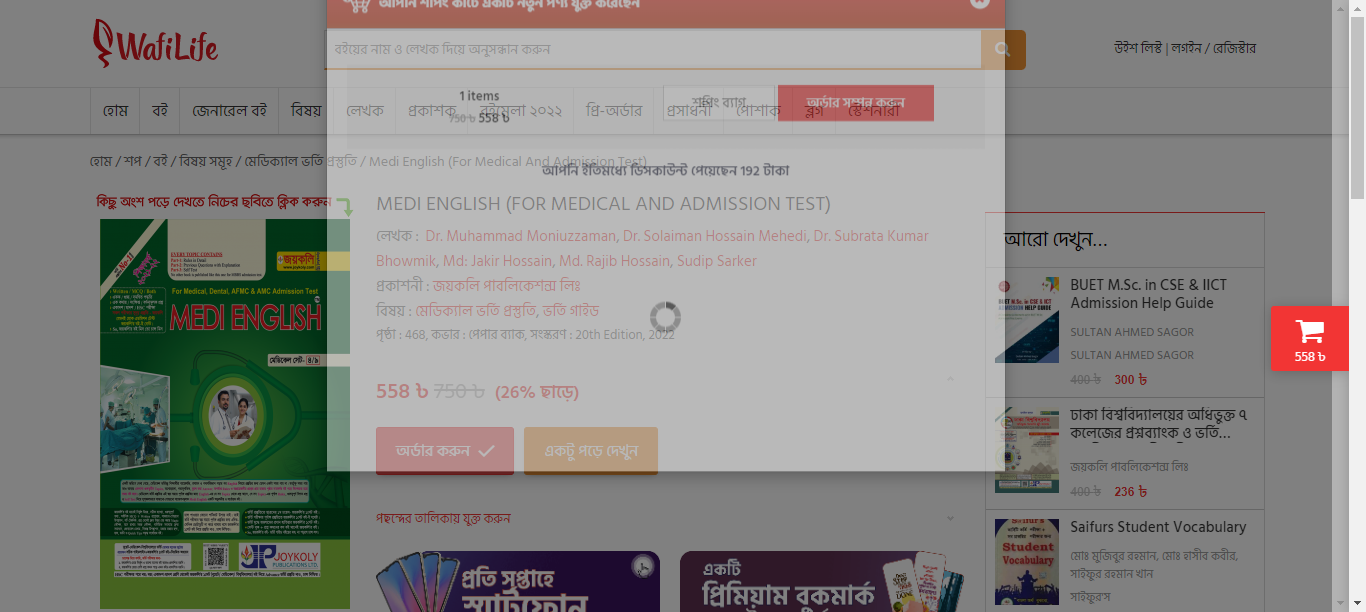 আপনি শপিং কার্টে একটি নতুন পণ্য যুক্ত করেছেন
WafiLife
বইয়ের নাম ও লেখক দিয়ে অনুসন্ধান করুন
উইশ লিস্ট | লগইন / রেজিস্টার
1 items
750 ৳ 558 ৳
শপিং ব্যাগ
অর্ডার সম্পন্ন করুন
হোম বই জেনারেল বই বিষয় লেখক প্রকাশক বইমেলা ২০২২ প্রি-অর্ডার প্রসাধনী পোশাক ব্লগ স্টেশনারী
হোম / শপ / বই / বিষয় সমূহ / মেডিক্যাল ভর্তি প্রস্তুতি / Medi English (For Medical And Admission Test)
আপনি ইতিমধ্যে ডিসকাউন্ট পেয়েছেন 192 টাকা
কিছু অংশ পড়ে দেখতে নিচের ছবিতে ক্লিক করুন
MEDI ENGLISH (FOR MEDICAL AND ADMISSION TEST)
লেখক : Dr. Muhammad Moniuzzaman, Dr. Solaiman Hossain Mehedi, Dr. Subrata Kumar
Bhowmik, Md: Jakir Hossain, Md. Rajib Hossain, Sudip Sarker
প্রকাশনী : জয়কলি পাবলিকেশন্স লিঃ
বিষয় : মেডিক্যাল ভর্তি প্রস্তুতি, ভর্তি গাইড
পৃষ্ঠা : 468, কভার : পেপার ব্যাক, সংস্করণ : 20th Edition, 2022
558 ৳ 750 ৳ (26% ছাড়ে)
অর্ডার করুন
একটু পড়ে দেখুন
পছন্দের তালিকায় যুক্ত করুন
প্রতি সপ্তাহে
স্মার্টফোন
একটি
প্রিমিয়াম বুকমার্ক
EVERY TOPIC CONTAINS
জয়কলি
For Medical, Dental, AFMC & AMC Admission Test
MEDI ENGLISH
JOYKOLY
PUBLICATIONS LTD.
আরো দেখুন...
BUET M.Sc. in CSE & IICT
Admission Help Guide
SULTAN AHMED SAGOR
SULTAN AHMED SAGOR
400 ৳ 300 ৳
ঢাকা বিশ্ববিদ্যালয়ের অধিভুক্ত ৭
কলেজের প্রশ্নব্যাংক ও ভর্তি...
জয়কলি পাবলিকেশন্স লিঃ
400 ৳ 236 ৳
Saifurs Student Vocabulary
মোঃ মুজিবুর রহমান, মোঃ হাসীব কবীর,
সাইফুর রহমান খান
সাইফুর'স
Student
Vocabulary
558 ৳